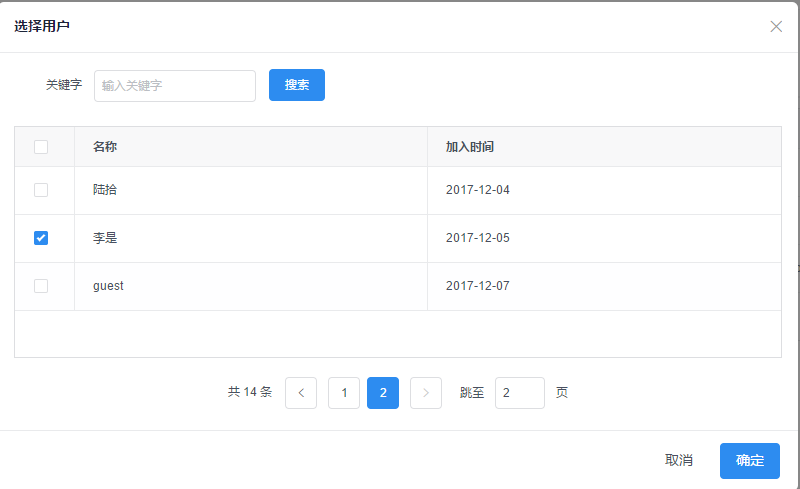 选择用户
关键字 输入关键字 搜索
名称 加入时间
陆拾 2017-12-04
李是 2017-12-05
guest 2017-12-07
共 14 条 1 2 跳至 2 页
取消 确定